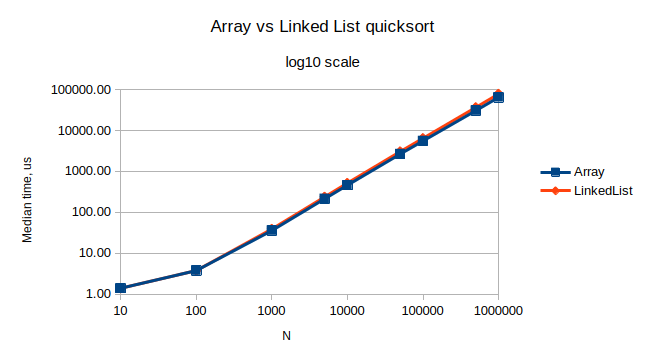 Array vs Linked List quicksort
log10 scale
Median time, us
100000.00
10000.00
1000.00
100.00
10.00
1.00
10 100 1000 10000 100000 1000000
N
Array
LinkedList